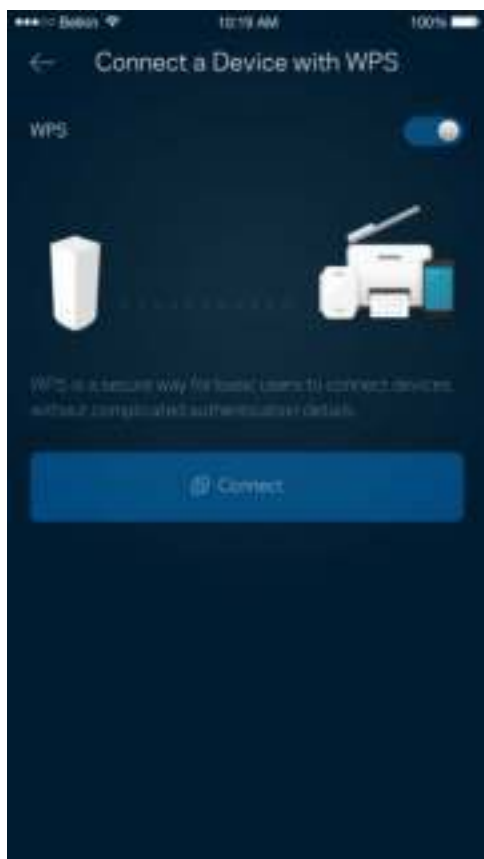 Belkin 10:19 AM 100%
Connect a Device with WPS
WPS
WPS is a secure way for basic users to connect devices
without complicated authentication details.
Connect